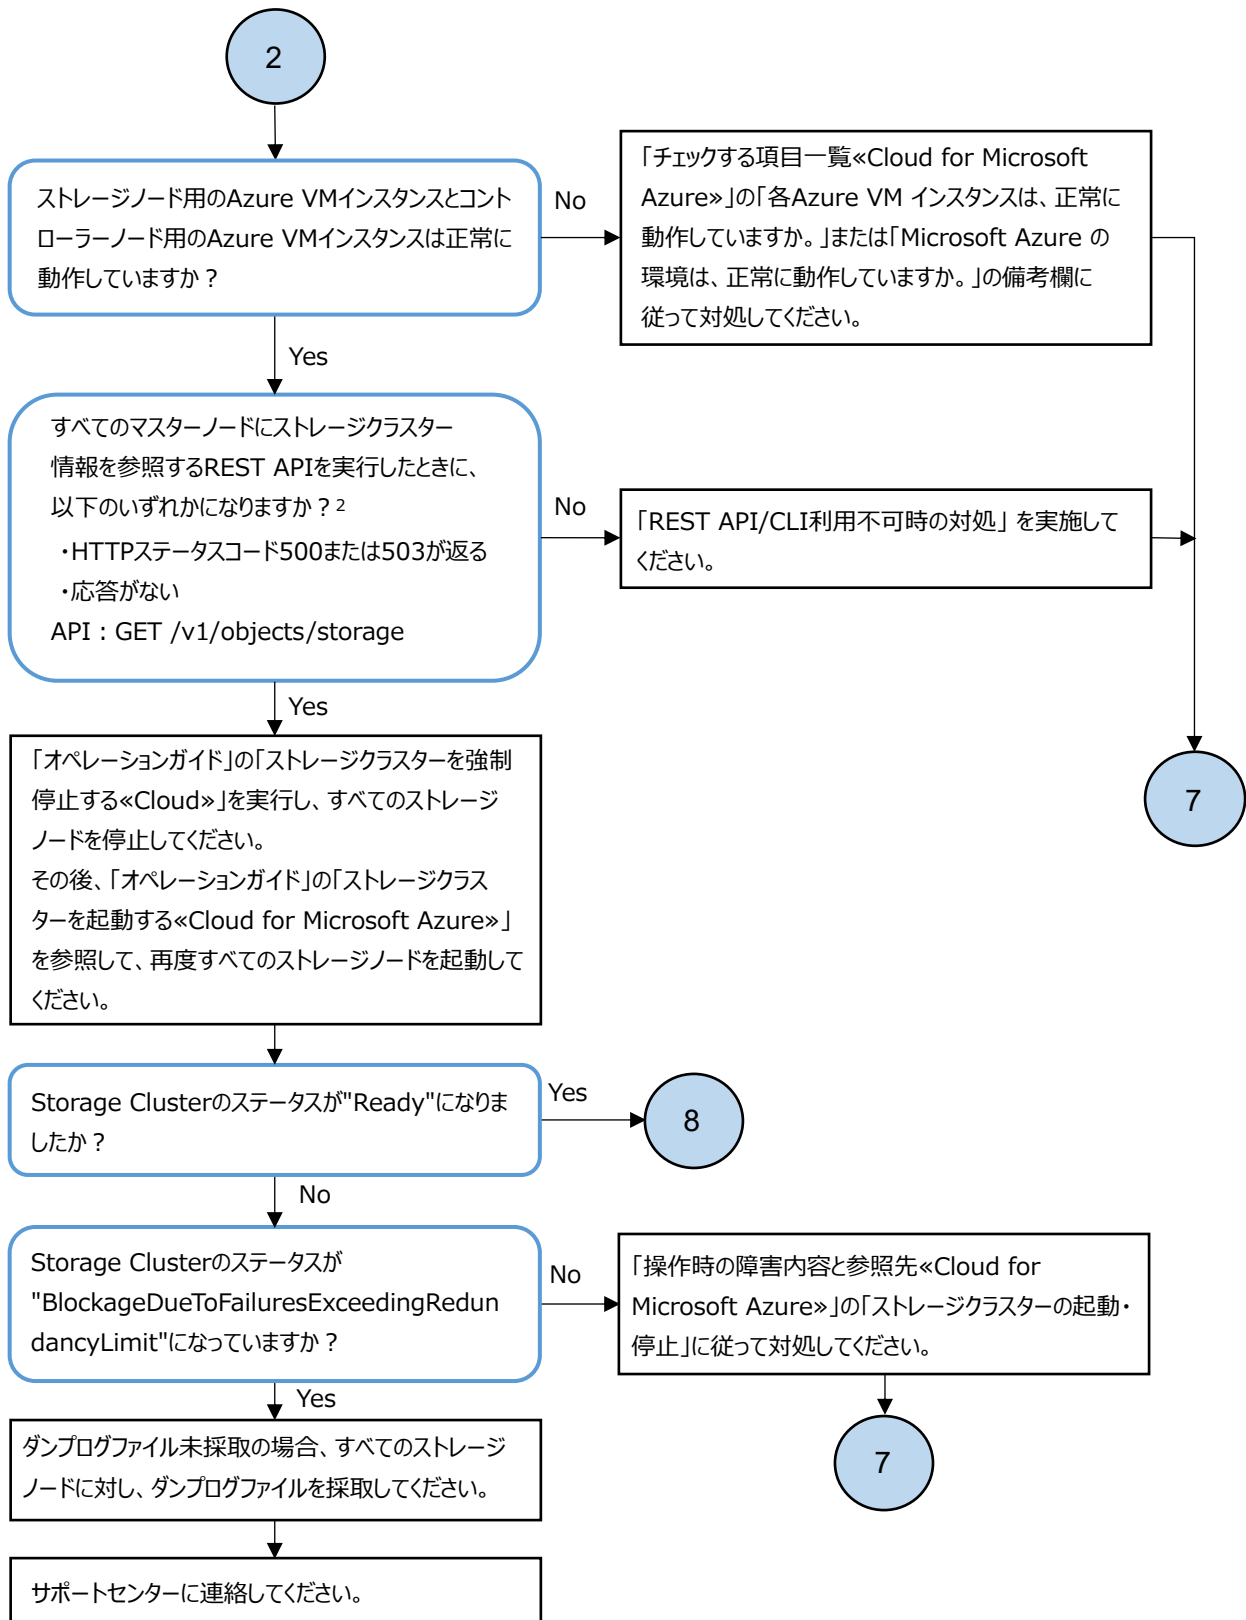 2
ストレージノード用のAzure VMインスタンスとコント
ローラーノード用のAzure VMインスタンスは正常に
動作していますか？
No
「チェックする項目一覧«Cloud for Microsoft
Azure»」の「各Azure VM インスタンスは、正常に
動作していますか。」または「Microsoft Azure の
環境は、正常に動作していますか。」の備考欄に
従って対処してください。
Yes
すべてのマスターノードにストレージクラスター
情報を参照するREST APIを実行したときに、
以下のいずれかになりますか？2
・HTTPステータスコード500または503が返る
・応答がない
API：GET /v1/objects/storage
No
「REST API/CLI利用不可時の対処」を実施して
ください。
Yes
7
「オペレーションガイド」の「ストレージクラスターを強制
停止する«Cloud»」を実行し、すべてのストレージ
ノードを停止してください。
その後、「オペレーションガイド」の「ストレージクラス
ターを起動する«Cloud for Microsoft Azure»」
を参照して、再度すべてのストレージノードを起動して
ください。
Storage Clusterのステータスが"Ready"になりま
したか？
Yes
8
No
Storage Clusterのステータスが
"BlockageDueToFailuresExceedingRedun
dancyLimit"になっていますか？
No
「操作時の障害内容と参照先«Cloud for
Microsoft Azure»」の「ストレージクラスターの起動・
停止」に従って対処してください。
Yes
7
ダンプログファイル未採取の場合、すべてのストレージ
ノードに対し、ダンプログファイルを採取してください。
サポートセンターに連絡してください。